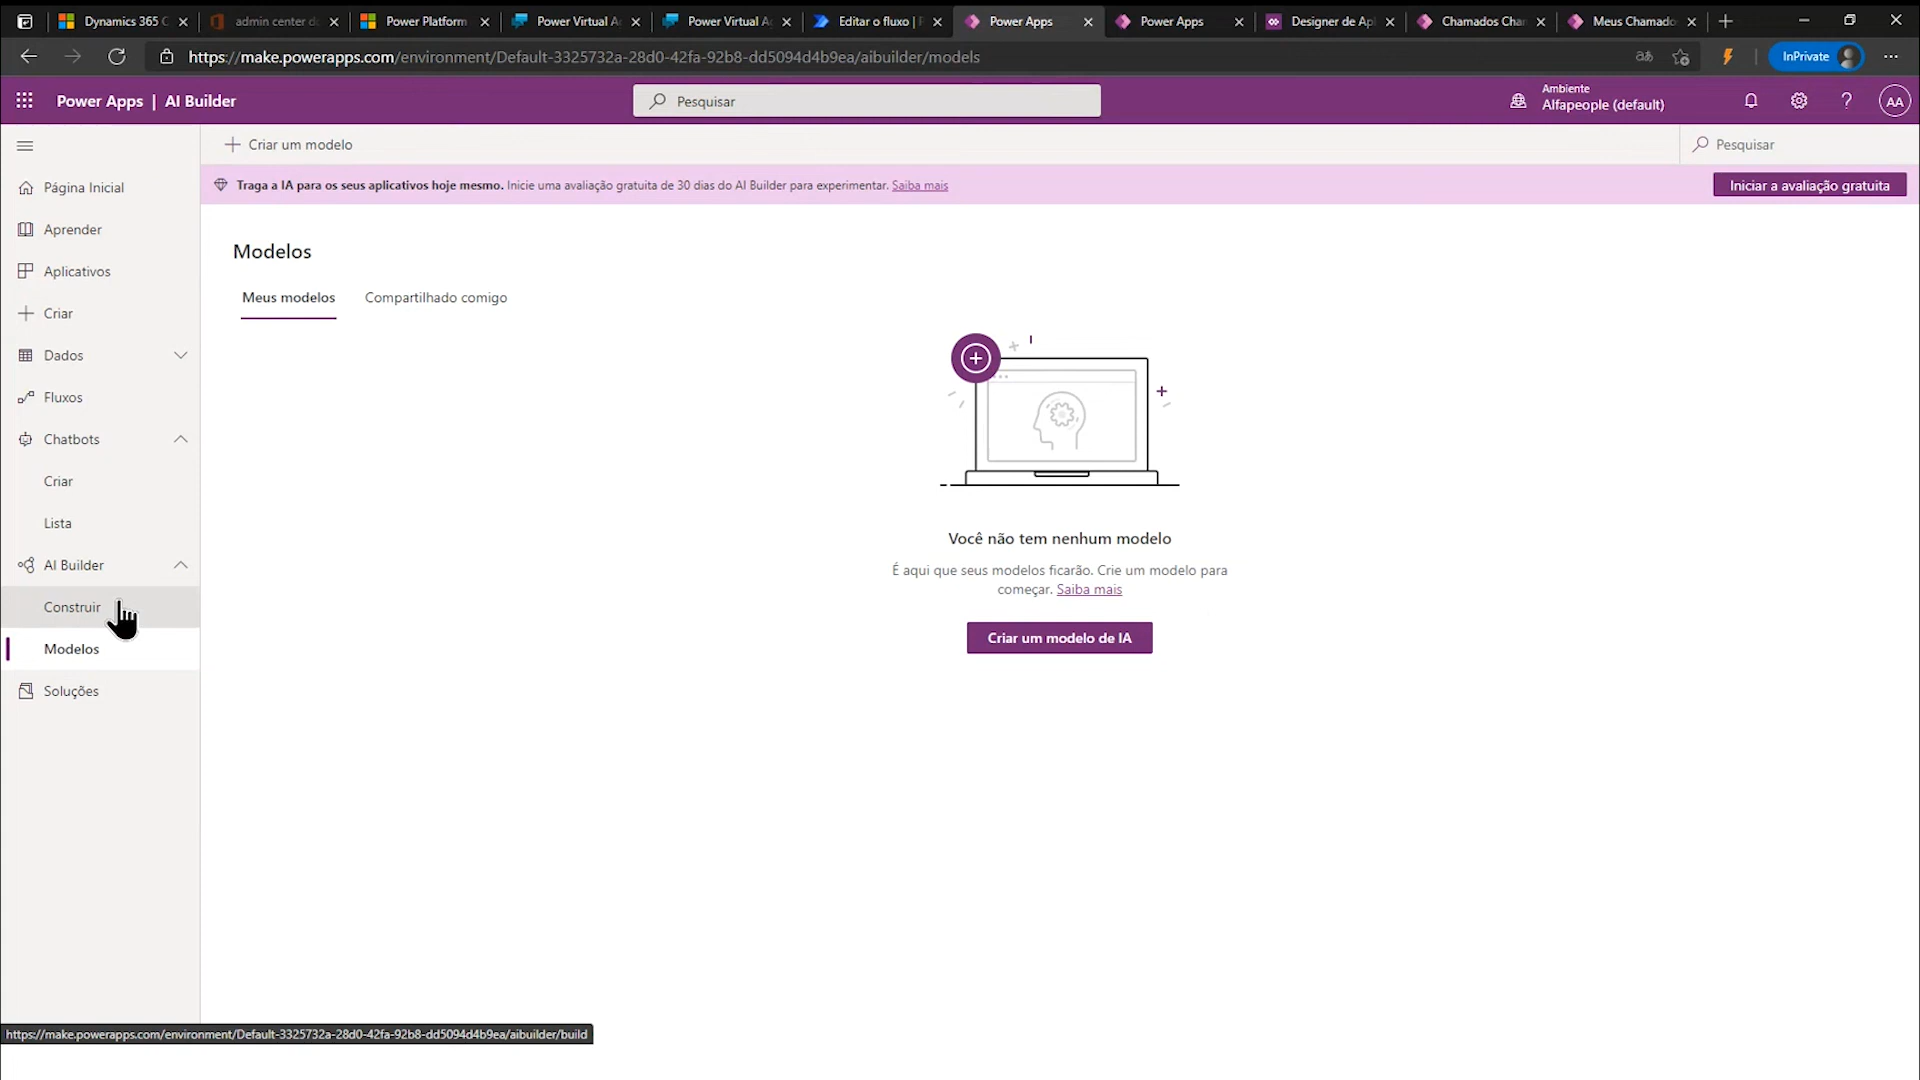 Dynamics 365 C
admin center do
Power Platform
Power Virtual A
Power Virtual A
Editar o fluxo | P
Power Apps
Power Apps
Designer de Apl
Chamados Char
Meus Chamado
https://make.powerapps.com/environment/Default-3325732a-28d0-42fa-92b8-dd5094d4b9ea/aibuilder/models
InPrivate
Power Apps | AI Builder
Pesquisar
Ambiente
Alfapeople (default)
AA
Criar um modelo
Pesquisar
Traga a IA para os seus aplicativos hoje mesmo. Inicie uma avaliação gratuita de 30 dias do AI Builder para experimentar. Saiba mais
Iniciar a avaliação gratuita
Página Inicial
Aprender
Aplicativos
Criar
Dados
Fluxos
Chatbots
Criar
Lista
AI Builder
Construir
Modelos
Soluções
Modelos
Meus modelos
Compartilhado comigo
Você não tem nenhum modelo
É aqui que seus modelos ficarão. Crie um modelo para
começar. Saiba mais
Criar um modelo de IA
https://make.powerapps.com/environment/Default-3325732a-28d0-42fa-92b8-dd5094d4b9ea/aibuilder/build